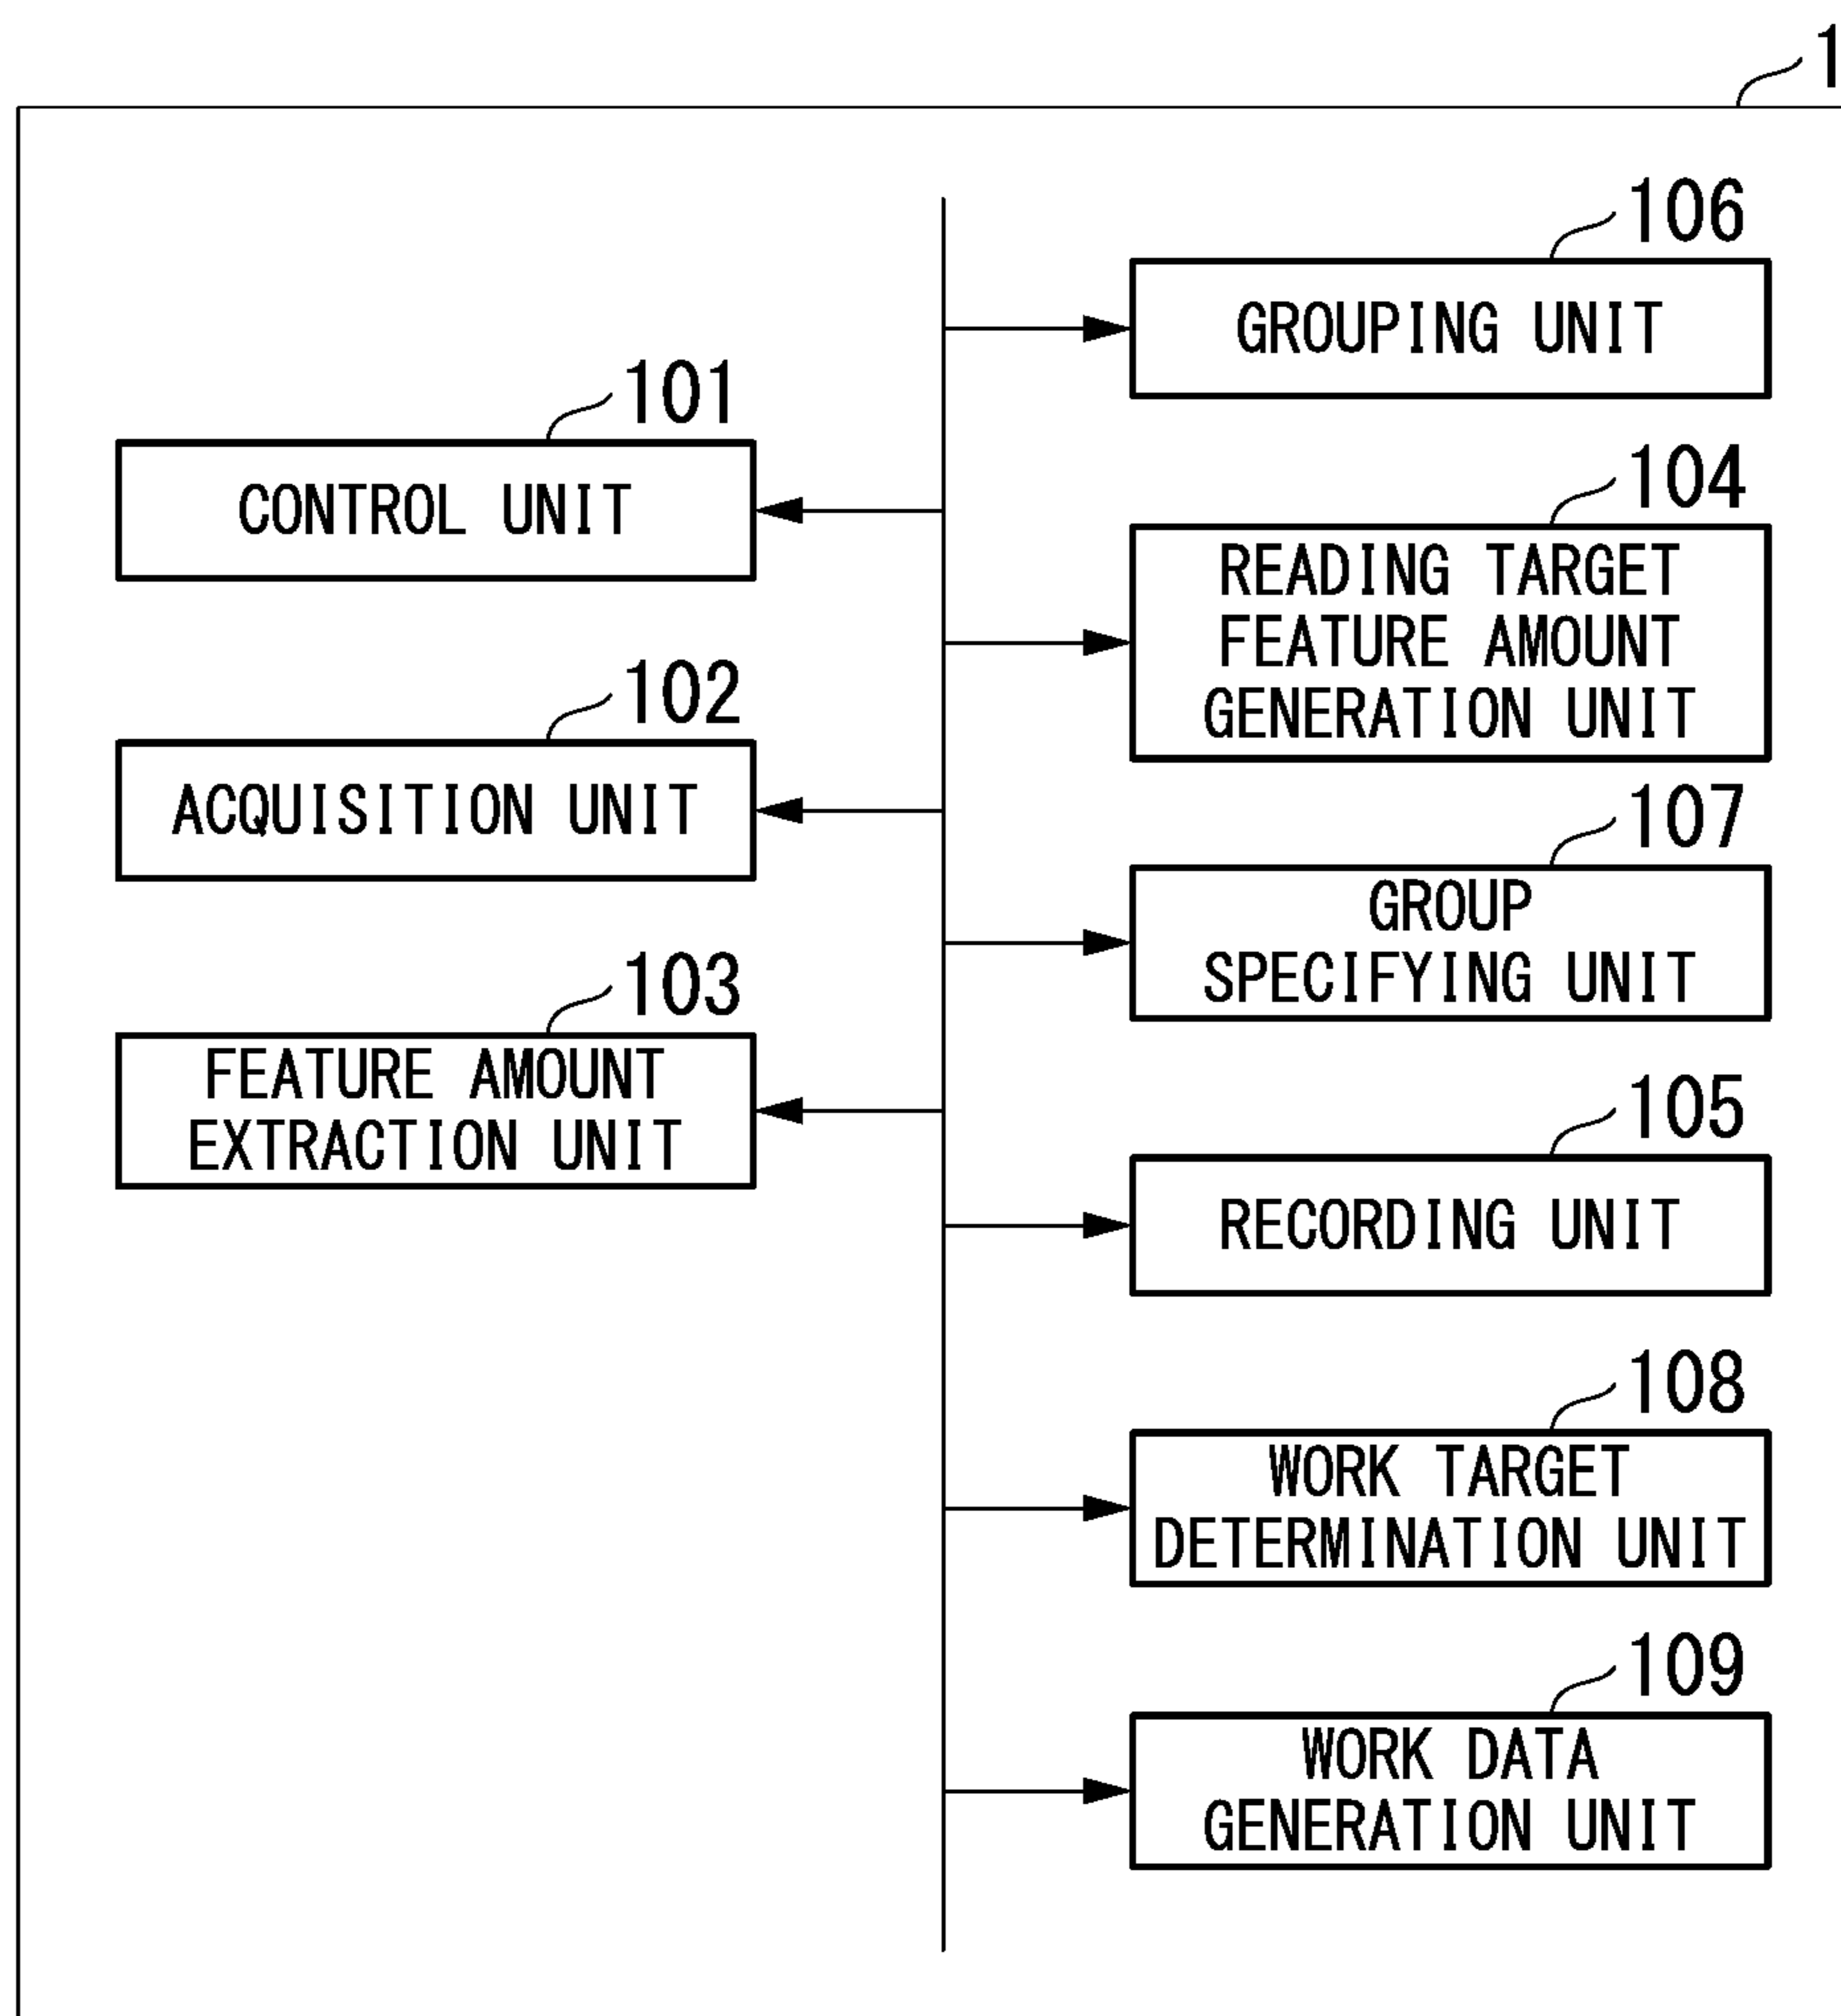 1
106
GROUPING UNIT
101
CONTROL UNIT
104
READING TARGET
FEATURE AMOUNT
GENERATION UNIT
102
ACQUISITION UNIT
107
GROUP
SPECIFYING UNIT
103
FEATURE AMOUNT
EXTRACTION UNIT
105
RECORDING UNIT
108
WORK TARGET
DETERMINATION UNIT
109
WORK DATA
GENERATION UNIT